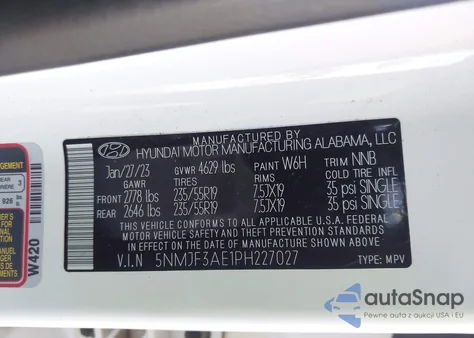 MANUFACTURED BY
HYUNDAI MOTOR MANUFACTURING ALABAMA, LLC
Jan/27/23 GVWR 4629 lbs PAINT W6H TRIM NNB
GAWR TIRES RIMS COLD TIRE INFL
FRONT 2778 lbs 235/55R19 7.5JX19 35 psi SINGLE
REAR 2646 lbs 235/55R19 7.5JX19 35 psi SINGLE
THIS VEHICLE CONFORMS TO ALL APPLICABLE FEDERAL
MOTOR VEHICLE SAFETY AND THEFT PREVENTION
STANDARDS IN EFFECT ON THE DATE OF
MANUFACTURE SHOWN ABOVE.
V.I.N 5NMJF3AE1PH227027 TYPE: MPV
3
926 lbs
W420
autoSnap
Pewne auta z USA i EU